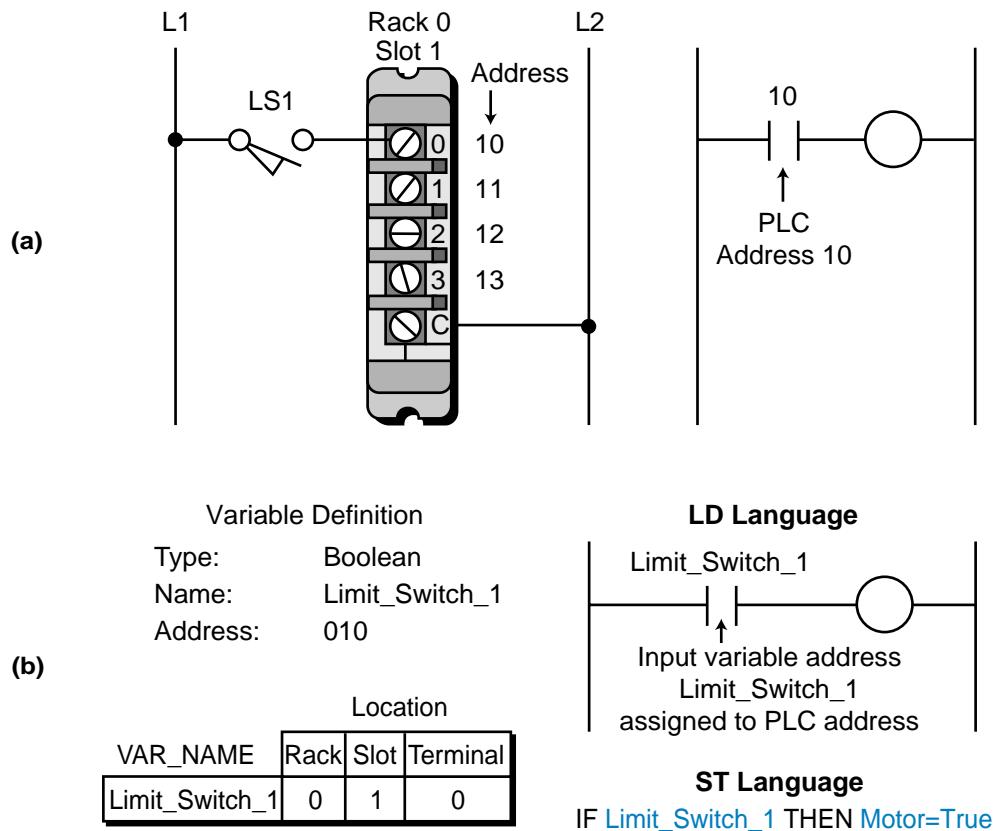 L1
Rack 0
Slot 1
L2
Address
LS1
10
0 10
1 11
2 12
3 13
C
PLC
Address 10
(a)
Variable Definition
Type: Boolean
Name: Limit_Switch_1
Address: 010
LD Language
Limit_Switch_1
Input variable address
Limit_Switch_1
assigned to PLC address
(b)
Location
VAR_NAME Rack Slot Terminal
Limit_Switch_1 0 1 0
ST Language
IF Limit_Switch_1 THEN Motor=True